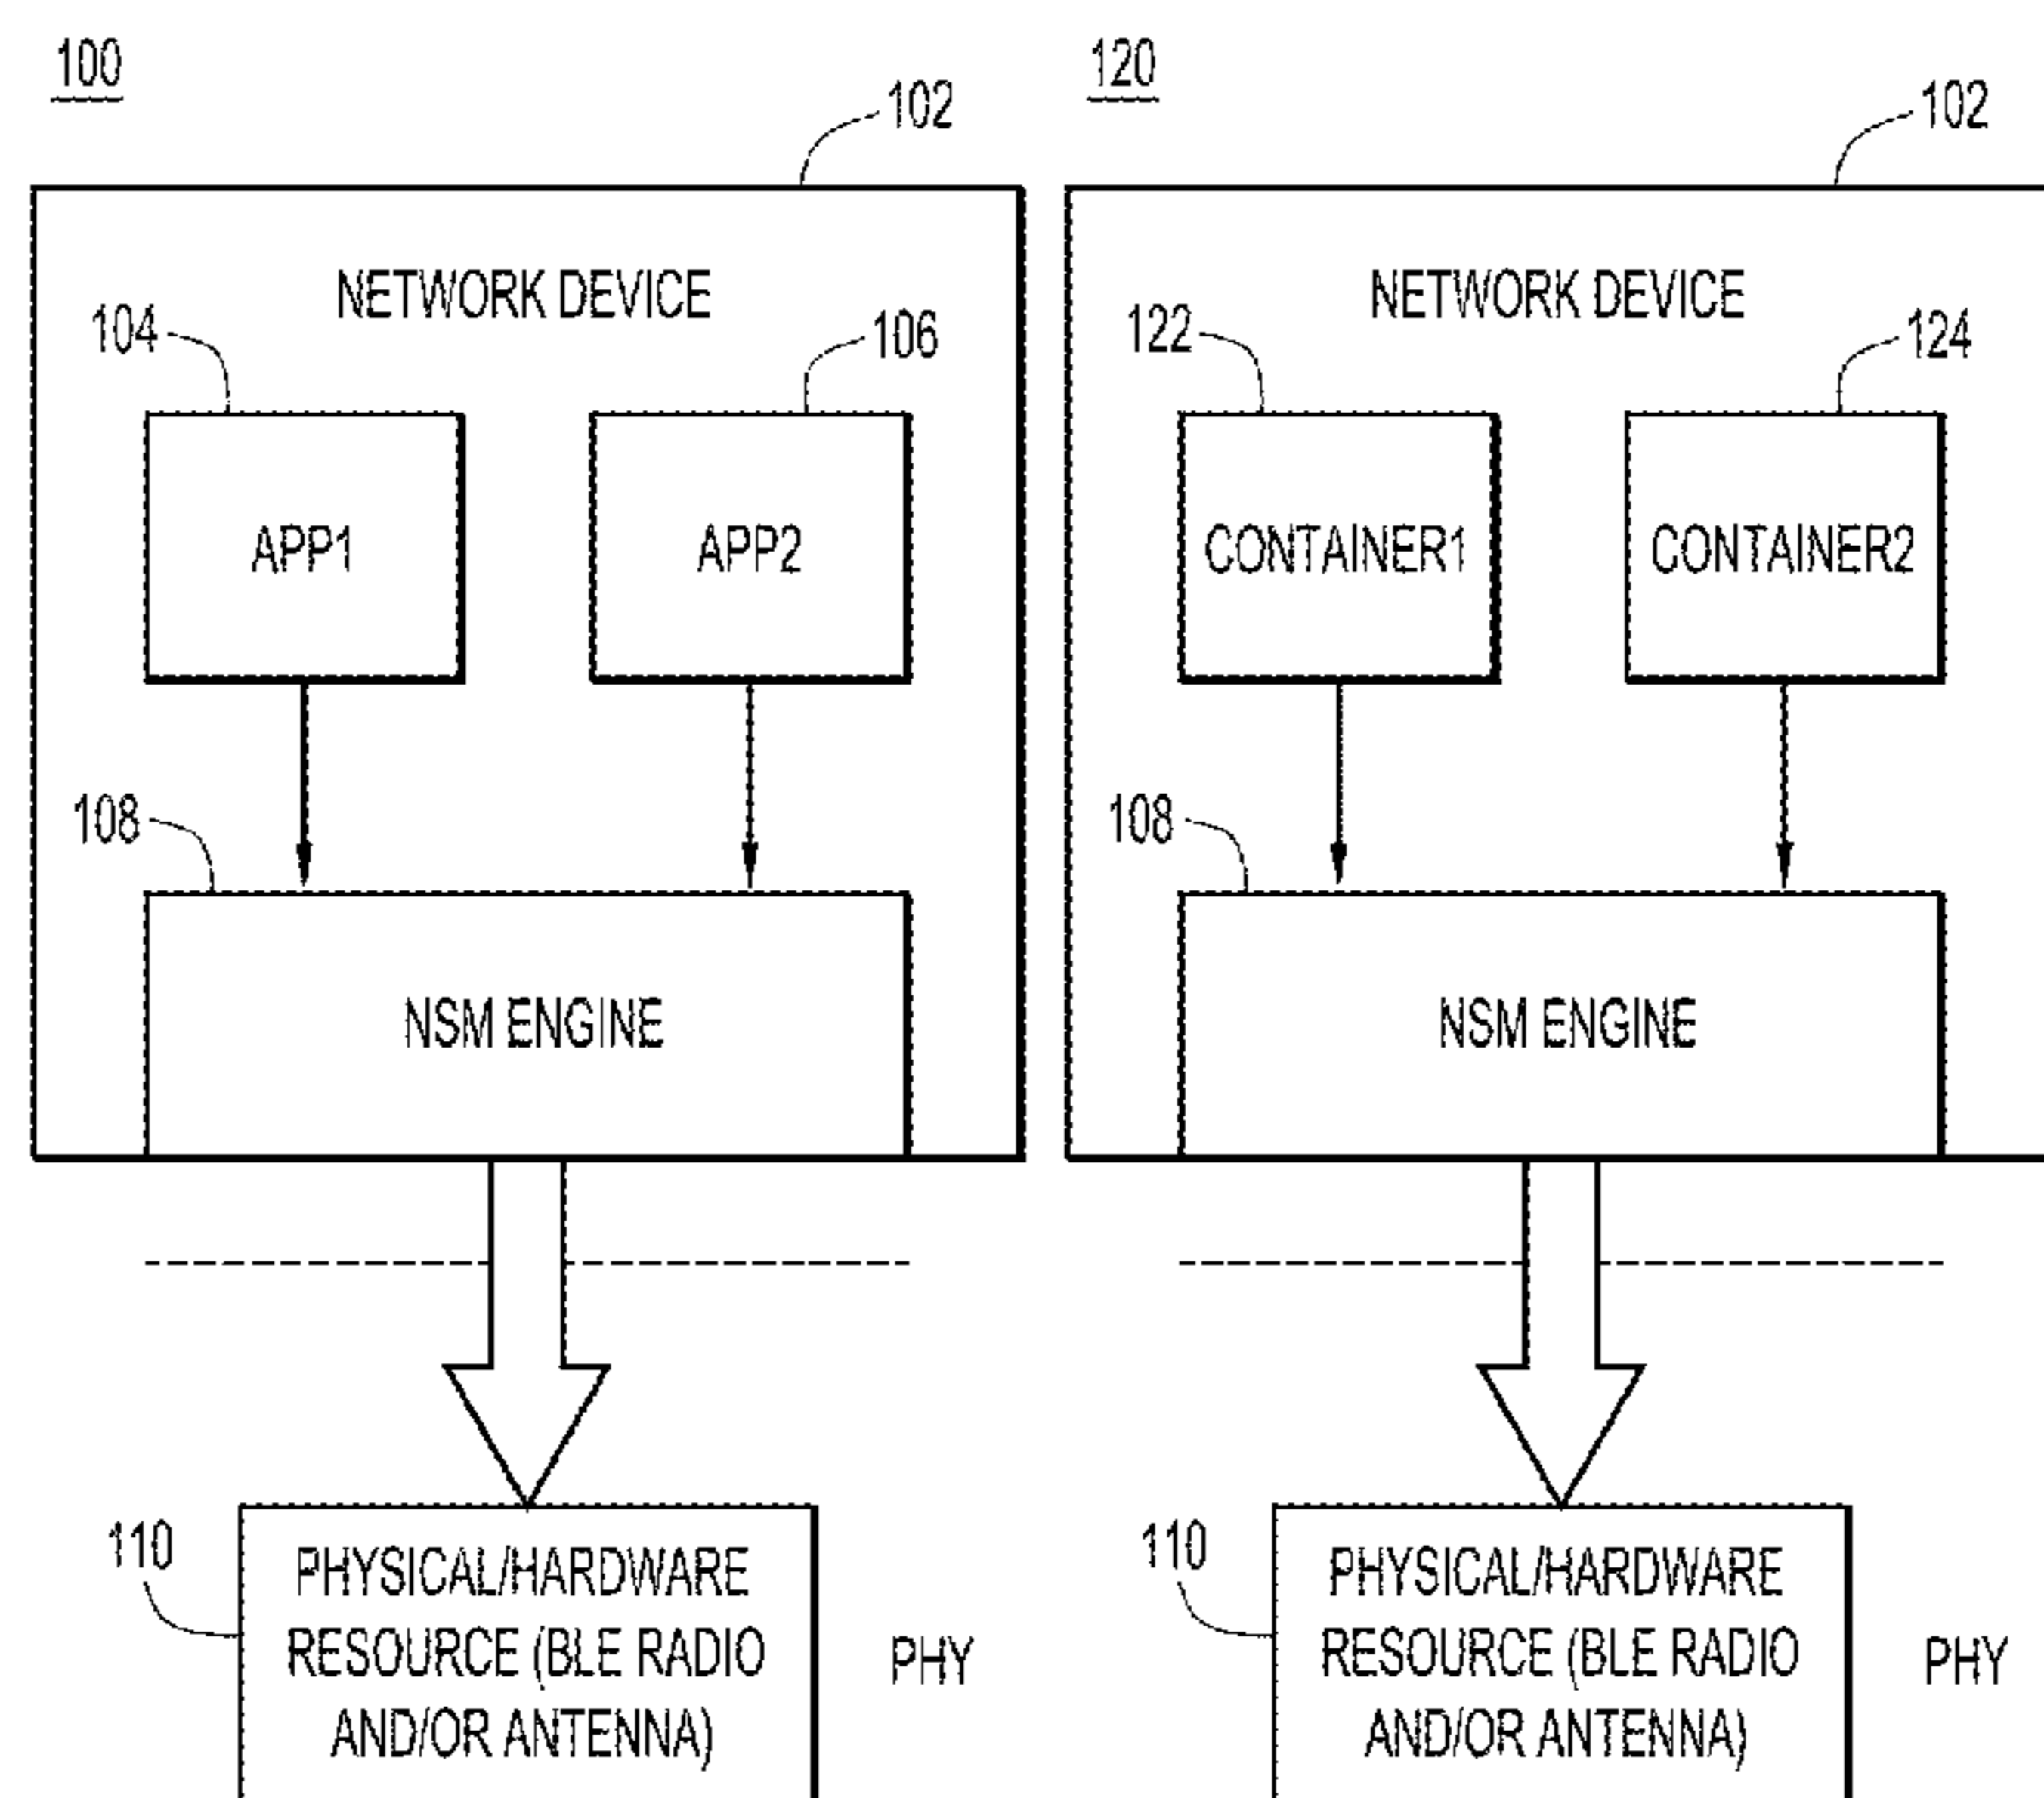 100
102
NETWORK DEVICE
104
106
APP1
APP2
108
NSM ENGINE
110
PHYSICAL/HARDWARE
RESOURCE (BLE RADIO
AND/OR ANTENNA)
PHY
120
102
NETWORK DEVICE
122
124
CONTAINER1
CONTAINER2
108
NSM ENGINE
110
PHYSICAL/HARDWARE
RESOURCE (BLE RADIO
AND/OR ANTENNA)
PHY